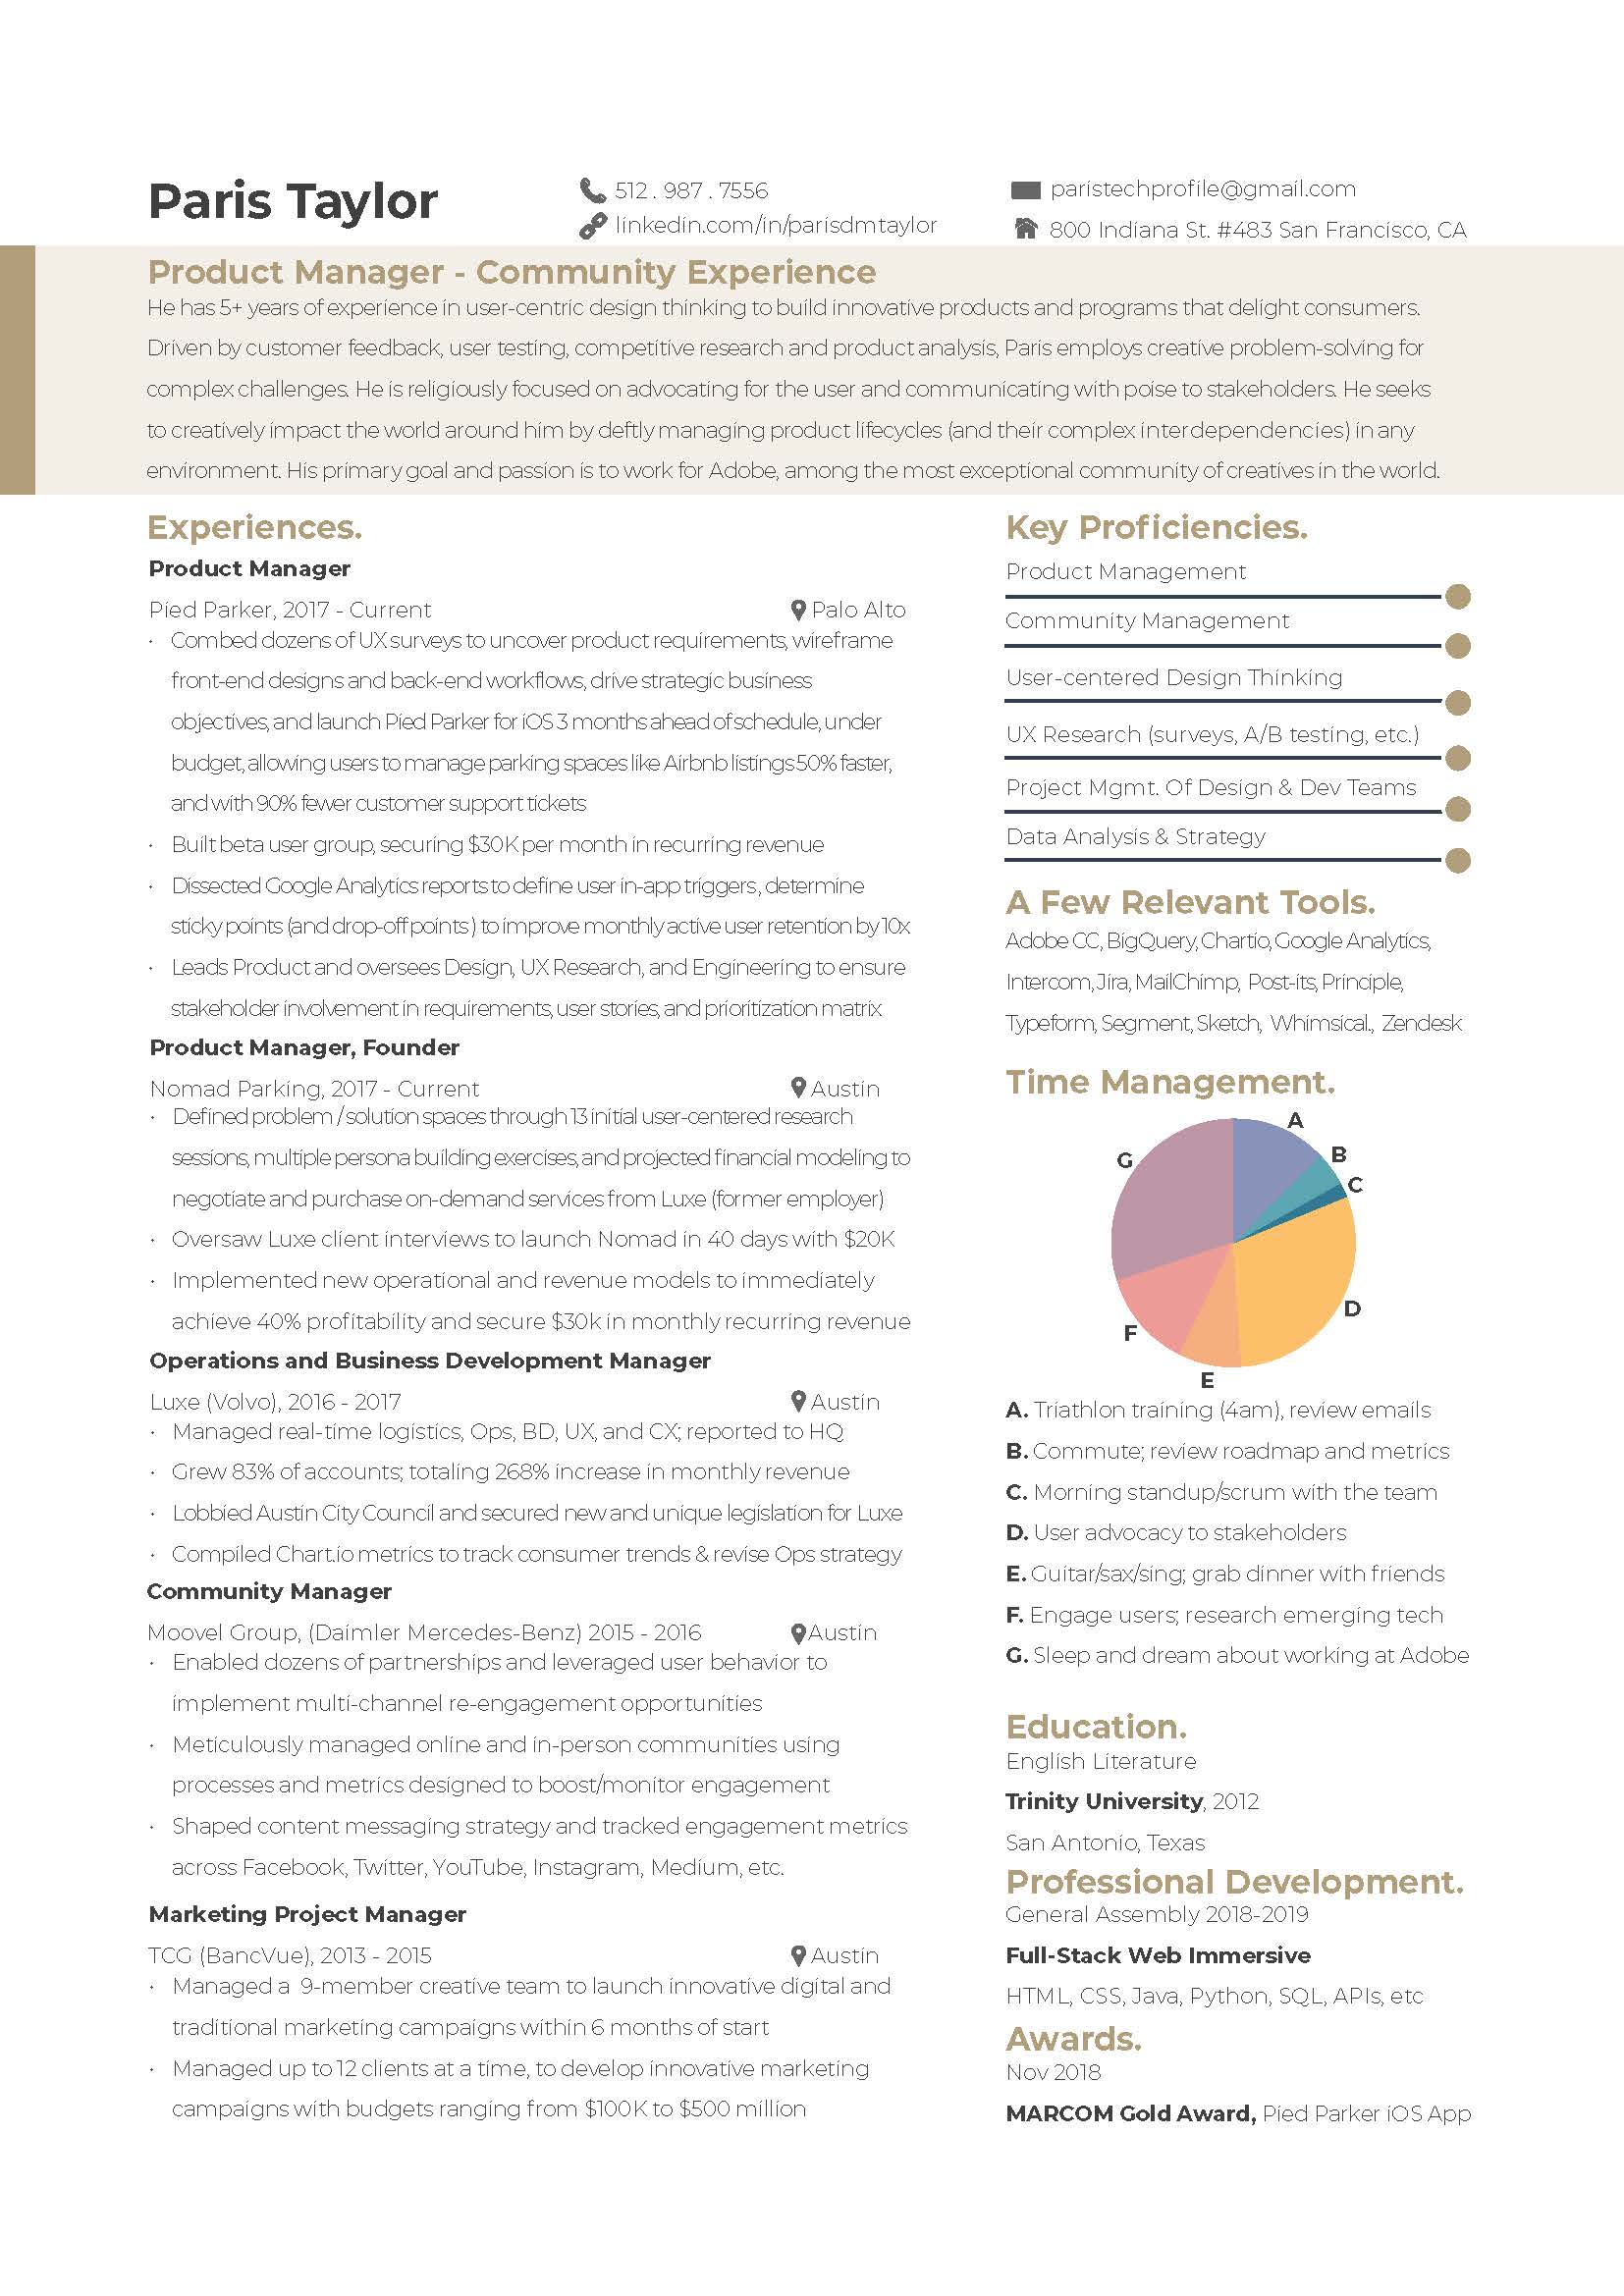 Paris Taylor
512 . 987 . 7556
linkedin.com/in/parisdmtaylor
paristechprofile@gmail.com
800 Indiana St. #483 San Francisco, CA
Product Manager - Community Experience
He has 5+ years of experience in user-centric design thinking to build innovative products and programs that delight consumers.
Driven by customer feedback, user testing, competitive research and product analysis, Paris employs creative problem-solving for
complex challenges. He is religiously focused on advocating for the user and communicating with poise to stakeholders. He seeks
to creatively impact the world around him by deftly managing product lifecycles (and their complex interdependencies) in any
environment. His primary goal and passion is to work for Adobe, among the most exceptional community of creatives in the world.
Experiences.
Product Manager
Pied Parker, 2017 - Current Palo Alto
• Combed dozens of UX surveys to uncover product requirements, wireframe
front-end designs and back-end workflows, drive strategic business
objectives, and launch Pied Parker for iOS 3 months ahead of schedule, under
budget, allowing users to manage parking spaces like Airbnb listings 50% faster,
and with 90% fewer customer support tickets
• Built beta user group, securing $30K per month in recurring revenue
• Dissected Google Analytics reports to define user in-app triggers, determine
sticky points (and drop-off points) to improve monthly active user retention by 10x
• Leads Product and oversees Design, UX Research, and Engineering to ensure
stakeholder involvement in requirements, user stories, and prioritization matrix
Product Manager, Founder
Nomad Parking, 2017 - Current Austin
• Defined problem / solution spaces through 13 initial user-centered research
sessions, multiple persona building exercises, and projected financial modeling to
negotiate and purchase on-demand services from Luxe (former employer)
• Oversaw Luxe client interviews to launch Nomad in 40 days with $20K
• Implemented new operational and revenue models to immediately
achieve 40% profitability and secure $30k in monthly recurring revenue
Operations and Business Development Manager
Luxe (Volvo), 2016 - 2017 Austin
• Managed real-time logistics, Ops, BD, UX, and CX; reported to HQ
• Grew 83% of accounts; totaling 268% increase in monthly revenue
• Lobbied Austin City Council and secured new and unique legislation for Luxe
• Compiled Chart.io metrics to track consumer trends & revise Ops strategy
Community Manager
Moovel Group, (Daimler Mercedes-Benz) 2015 - 2016 Austin
• Enabled dozens of partnerships and leveraged user behavior to
implement multi-channel re-engagement opportunities
• Meticulously managed online and in-person communities using
processes and metrics designed to boost/monitor engagement
• Shaped content messaging strategy and tracked engagement metrics
across Facebook, Twitter, YouTube, Instagram, Medium, etc.
Marketing Project Manager
TCG (BancVue), 2013 - 2015 Austin
• Managed a 9-member creative team to launch innovative digital and
traditional marketing campaigns within 6 months of start
• Managed up to 12 clients at a time, to develop innovative marketing
campaigns with budgets ranging from $100K to $500 million
Key Proficiencies.
Product Management
Community Management
User-centered Design Thinking
UX Research (surveys, A/B testing, etc.)
Project Mgmt. Of Design & Dev Teams
Data Analysis & Strategy
A Few Relevant Tools.
Adobe CC, BigQuery, Chartio, Google Analytics,
Intercom, Jira, MailChimp, Post-its, Principle,
Typeform, Segment, Sketch, Whimsical., Zendesk
Time Management.
A
B
C
D
E
F
G
A. Triathlon training (4am), review emails
B. Commute; review roadmap and metrics
C. Morning standup/scrum with the team
D. User advocacy to stakeholders
E. Guitar/sax/sing; grab dinner with friends
F. Engage users; research emerging tech
G. Sleep and dream about working at Adobe
Education.
English Literature
Trinity University, 2012
San Antonio, Texas
Professional Development.
General Assembly 2018-2019
Full-Stack Web Immersive
HTML, CSS, Java, Python, SQL, APIs, etc
Awards.
Nov 2018
MARCOM Gold Award, Pied Parker iOS App